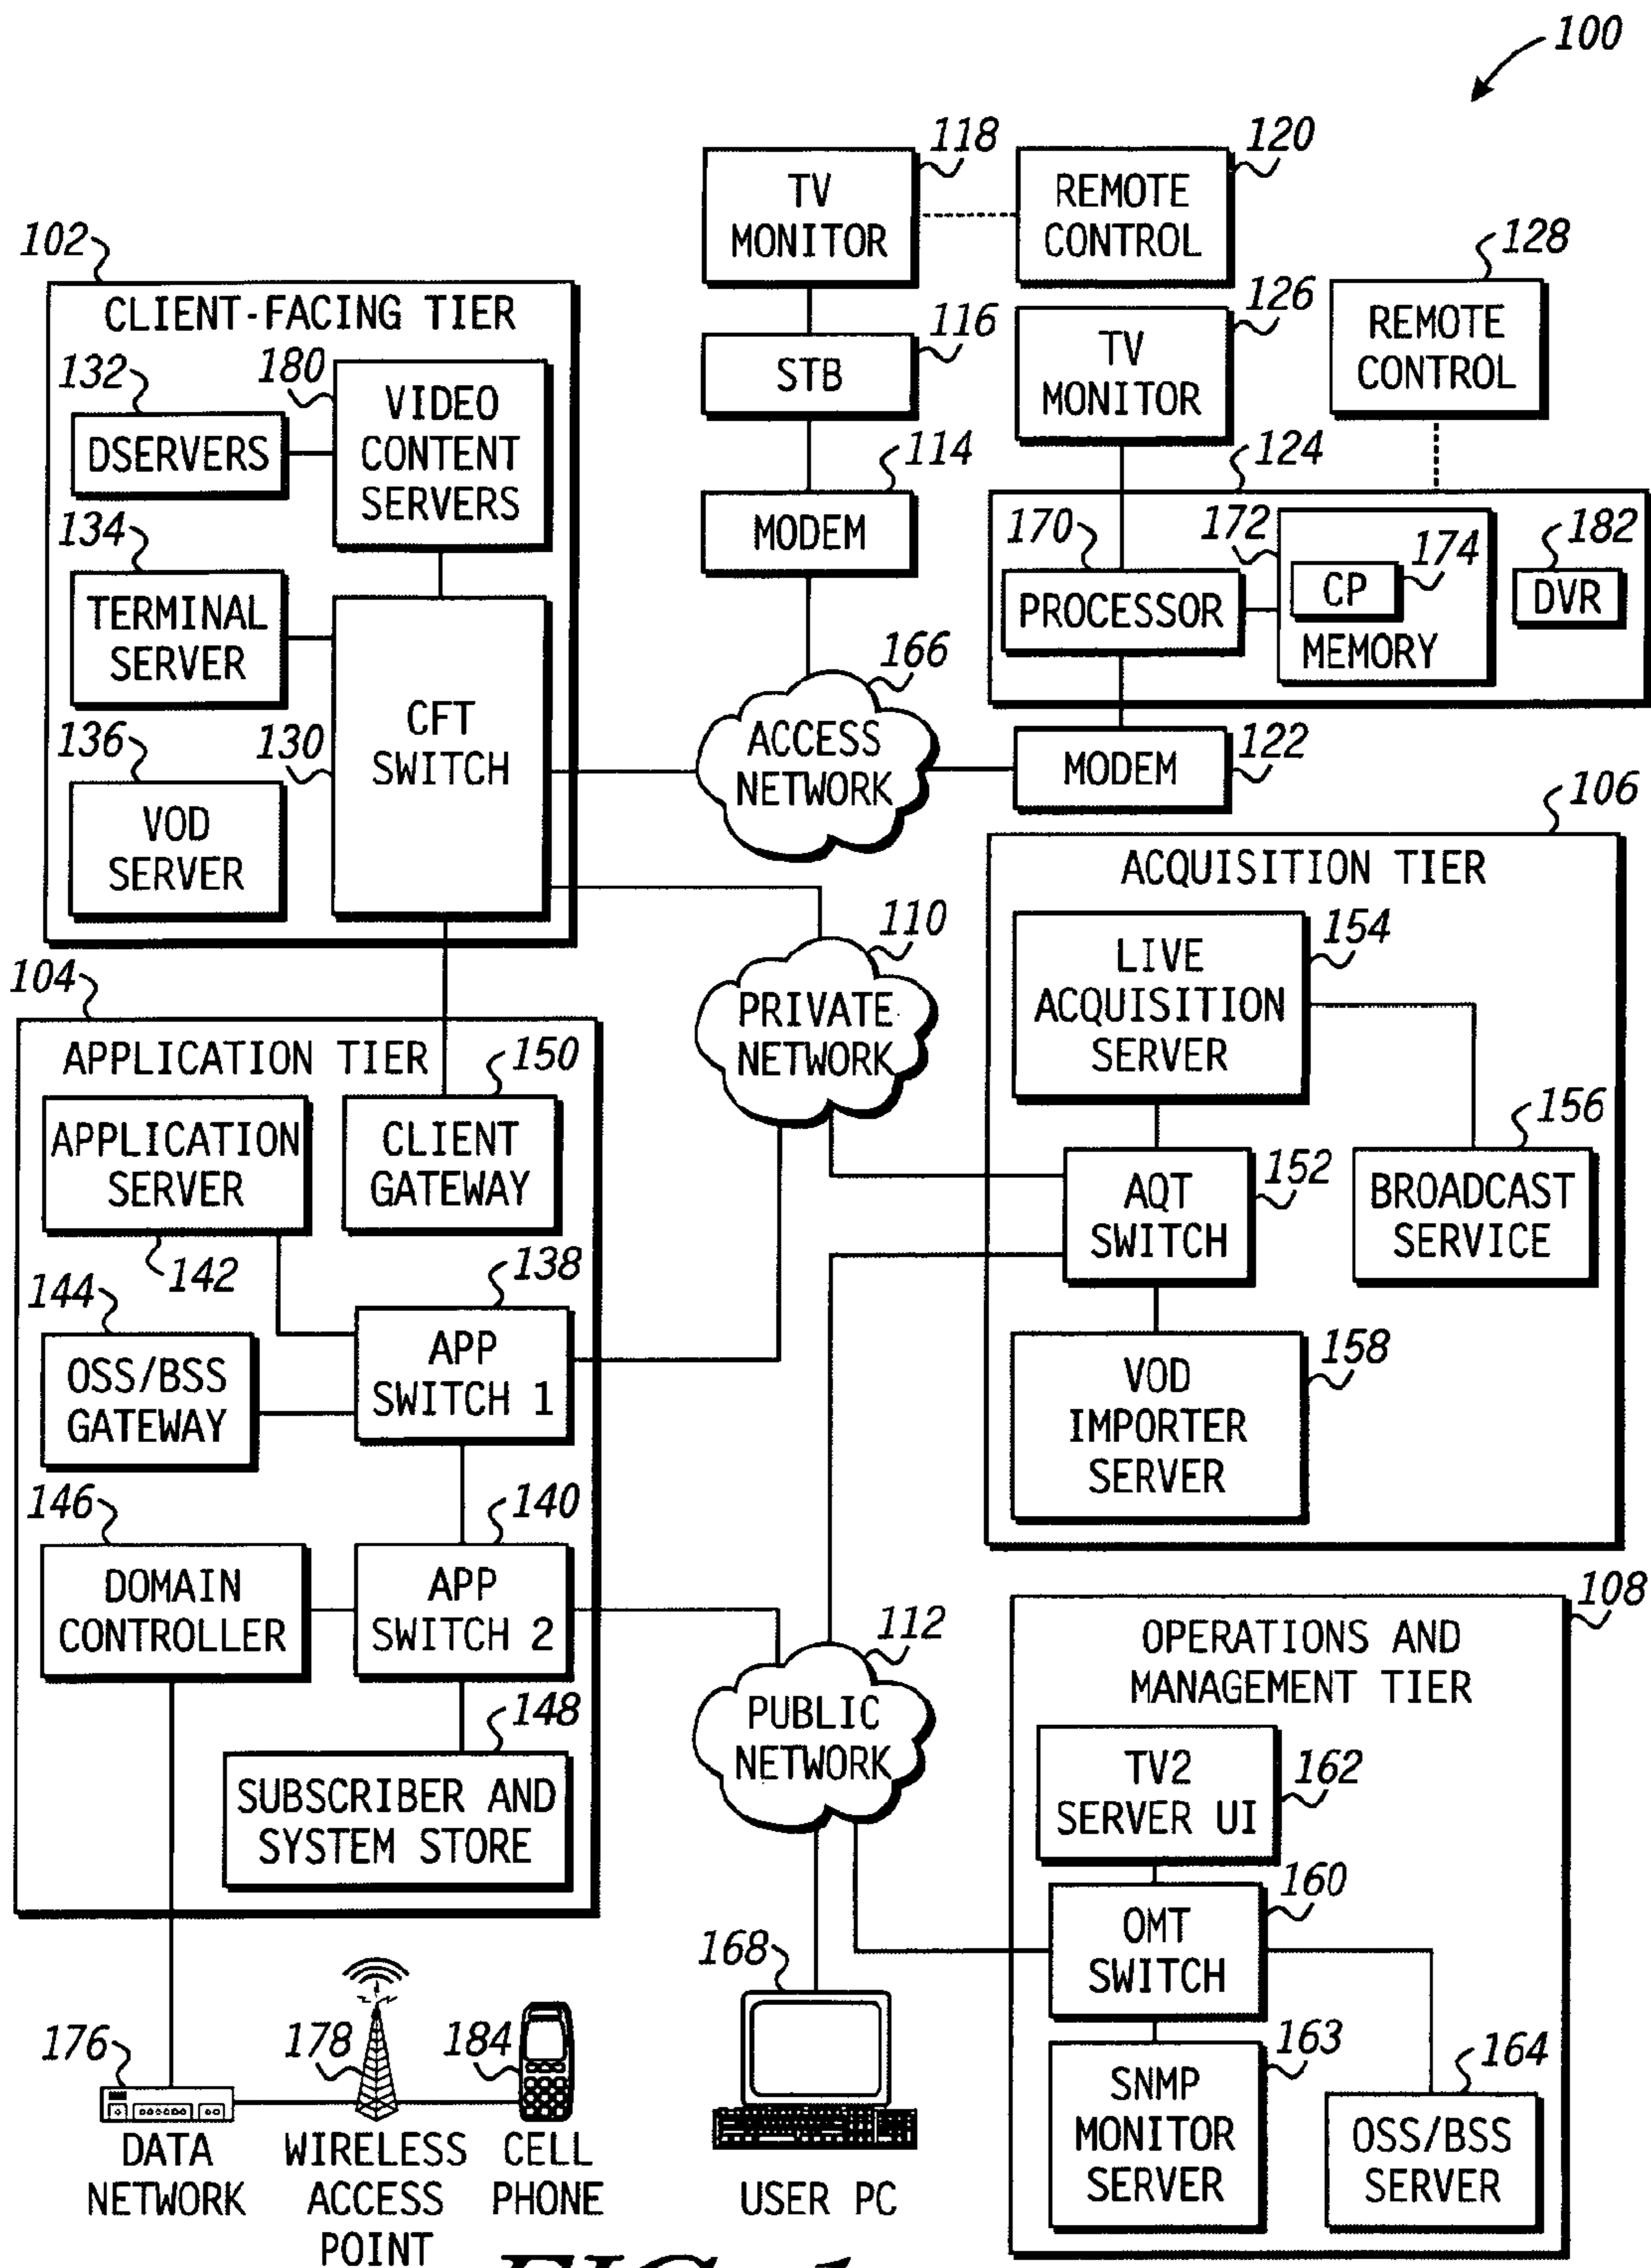 100
118
TV
MONITOR
120
REMOTE
CONTROL
102
CLIENT-FACING TIER
132
DSERVERS
180
VIDEO
CONTENT
SERVERS
134
TERMINAL
SERVER
136
VOD
SERVER
130
CFT
SWITCH
116
STB
114
MODEM
126
TV
MONITOR
128
REMOTE
CONTROL
124
170
PROCESSOR
172
174
CP
MEMORY
182
DVR
166
ACCESS
NETWORK
122
MODEM
106
ACQUISITION TIER
154
LIVE
ACQUISITION
SERVER
110
PRIVATE
NETWORK
152
AQT
SWITCH
156
BROADCAST
SERVICE
158
VOD
IMPORTER
SERVER
104
APPLICATION TIER
150
APPLICATION
SERVER
142
CLIENT
GATEWAY
138
APP
SWITCH 1
144
OSS/BSS
GATEWAY
146
DOMAIN
CONTROLLER
140
APP
SWITCH 2
148
SUBSCRIBER AND
SYSTEM STORE
112
PUBLIC
NETWORK
108
OPERATIONS AND
MANAGEMENT TIER
162
TV2
SERVER UI
160
OMT
SWITCH
163
SNMP
MONITOR
SERVER
164
OSS/BSS
SERVER
176
DATA
NETWORK
178
WIRELESS
ACCESS
POINT
184
CELL
PHONE
168
USER PC
FIG. 1